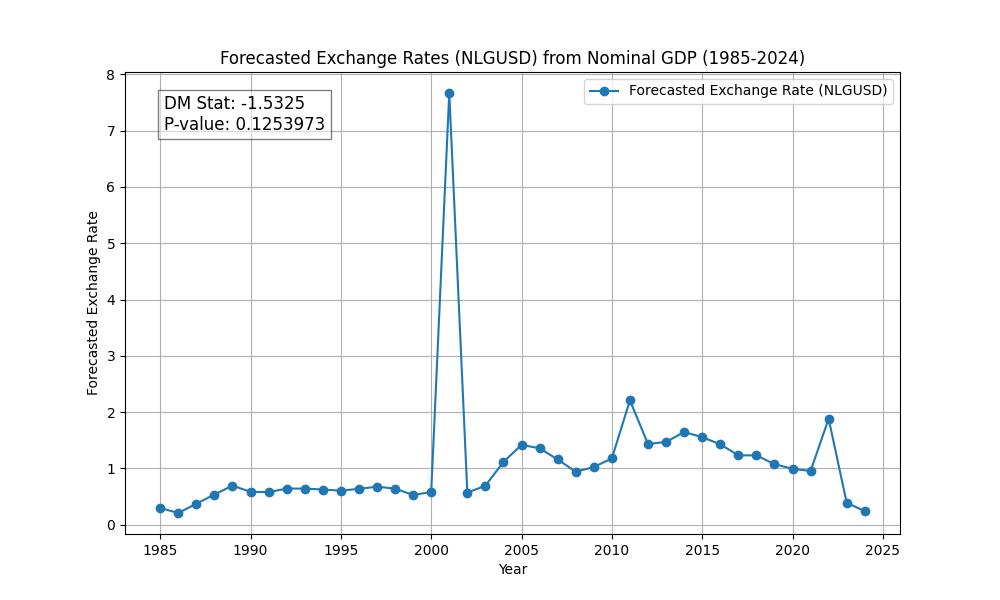 Forecasted Exchange Rates (NLGUSD) from Nominal GDP (1985-2024)
DM Stat: -1.5325
P-value: 0.1253973
Forecasted Exchange Rate (NLGUSD)
Forecasted Exchange Rate
8
7
6
5
4
3
2
1
0
1985 1990 1995 2000 2005 2010 2015 2020 2025
Year